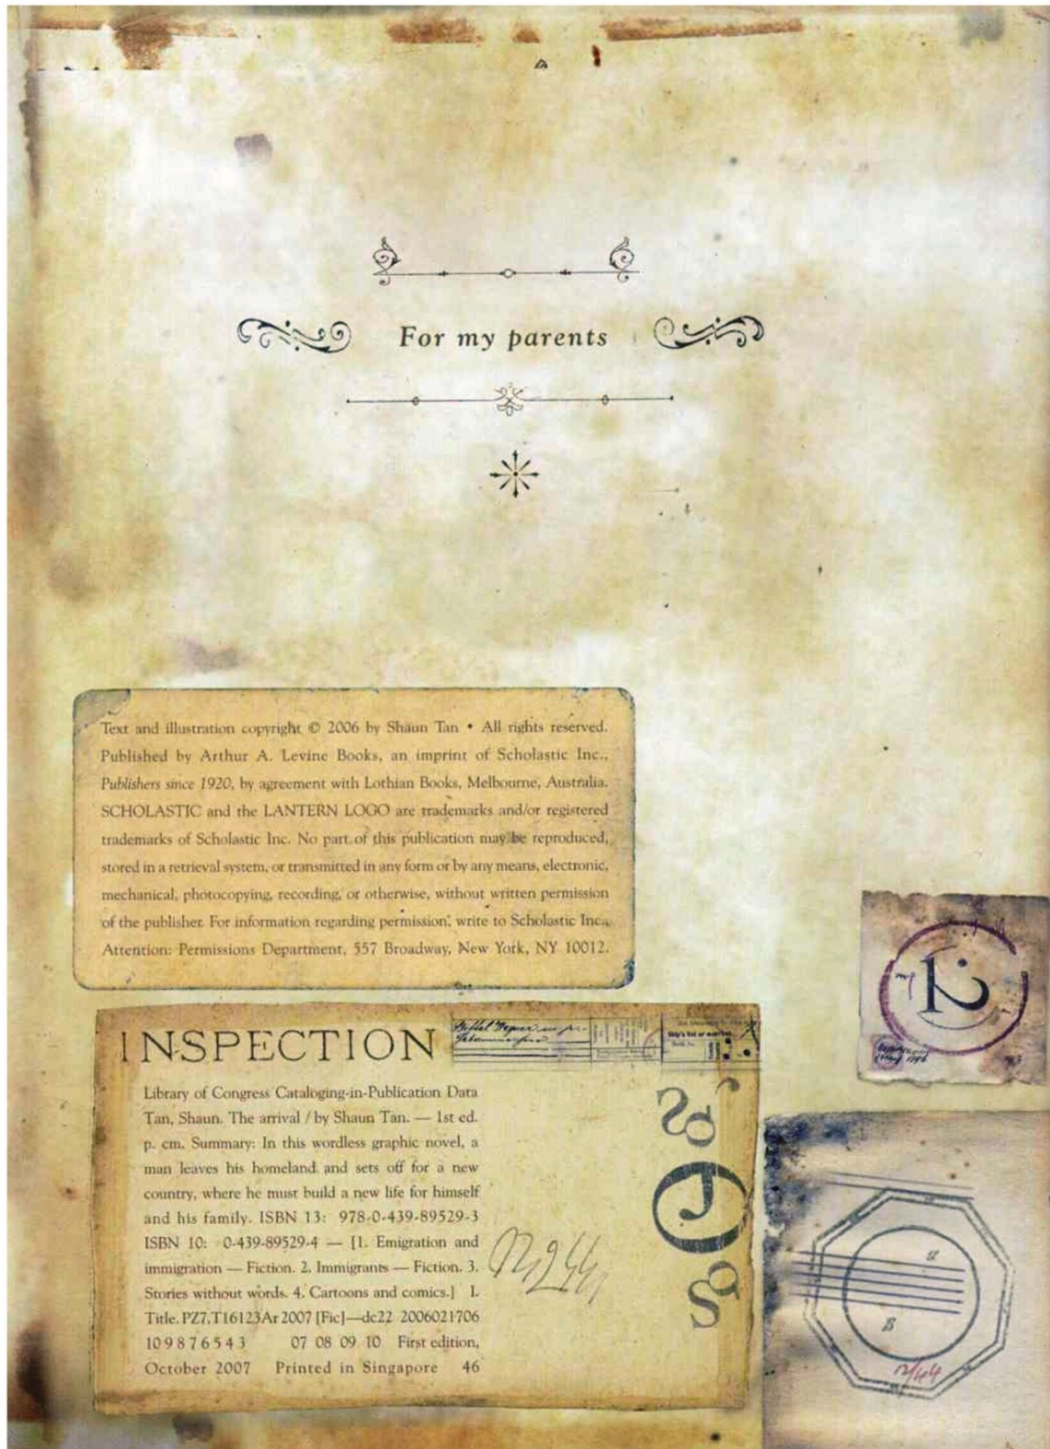 For my parents
Text and illustration copyright © 2006 by Shaun Tan • All rights reserved.
Published by Arthur A. Levine Books, an imprint of Scholastic Inc.,
Publishers since 1920, by agreement with Lothian Books, Melbourne, Australia.
SCHOLASTIC and the LANTERN LOGO are trademarks and/or registered
trademarks of Scholastic Inc. No part of this publication may be reproduced,
stored in a retrieval system, or transmitted in any form or by any means, electronic,
mechanical, photocopying, recording, or otherwise, without written permission
of the publisher. For information regarding permission, write to Scholastic Inc.,
Attention: Permissions Department, 557 Broadway, New York, NY 10012.
INSPECTION
Library of Congress Cataloging-in-Publication Data
Tan, Shaun. The arrival / by Shaun Tan. — 1st ed.
p. cm. Summary: In this wordless graphic novel, a
man leaves his homeland and sets off for a new
country, where he must build a new life for himself
and his family. ISBN 13: 978-0-439-89529-3
ISBN 10: 0-439-89529-4 — [1. Emigration and
immigration — Fiction. 2. Immigrants — Fiction. 3.
Stories without words. 4. Cartoons and comics.] I.
Title. PZ7.T16123Ar 2007 [Fic]—dc22 2006021706
10 9 8 7 6 5 4 3 07 08 09 10 First edition,
October 2007 Printed in Singapore 46
12/44